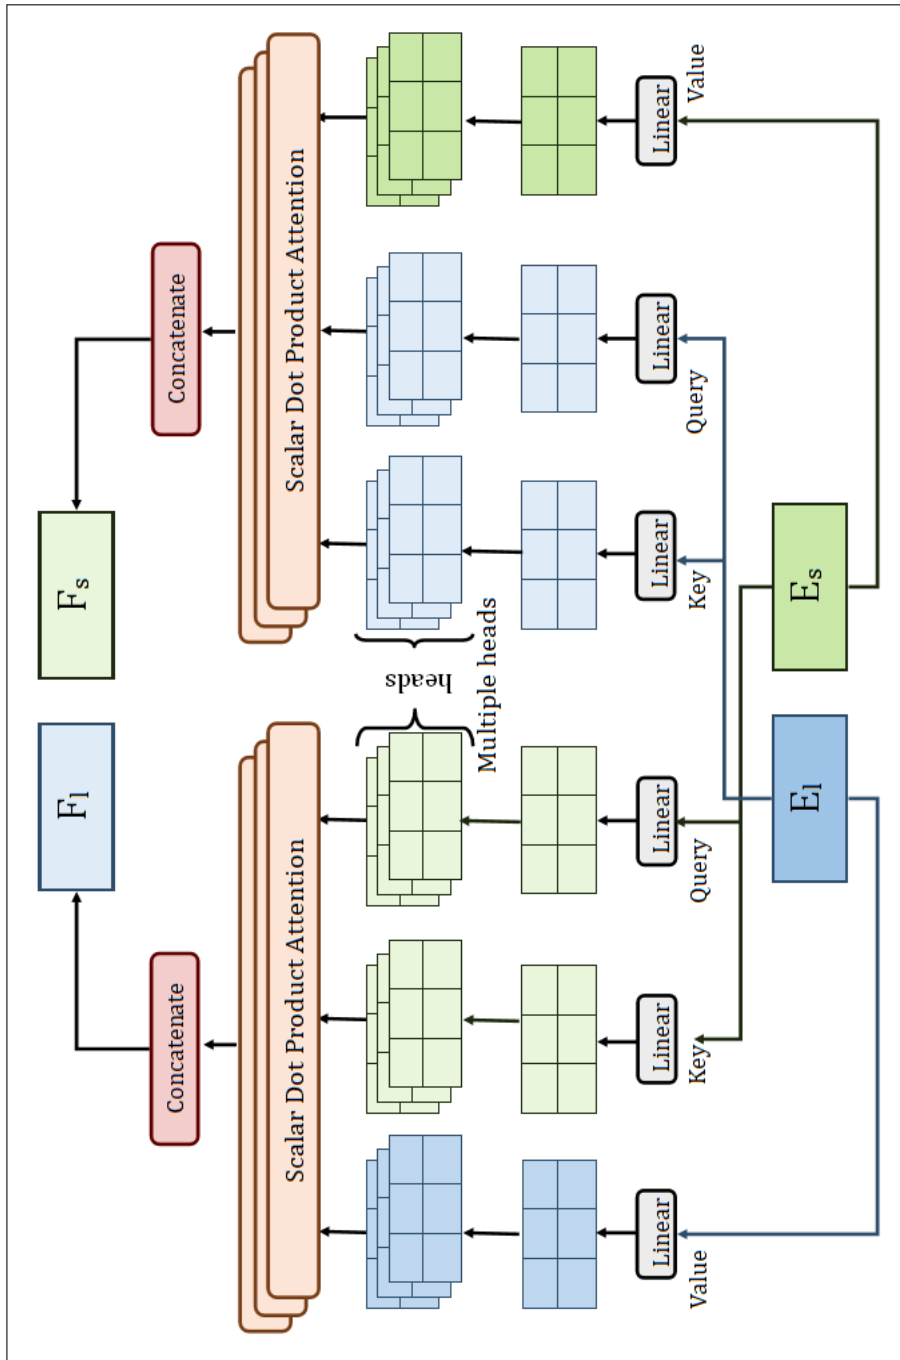 Fl
Fs
Concatenate
Concatenate
Scalar Dot Product Attention
Scalar Dot Product Attention
heads
Multiple heads
Linear
Linear
Linear
Linear
Linear
Linear
Value
Key
Query
Key
Query
Value
El
Es